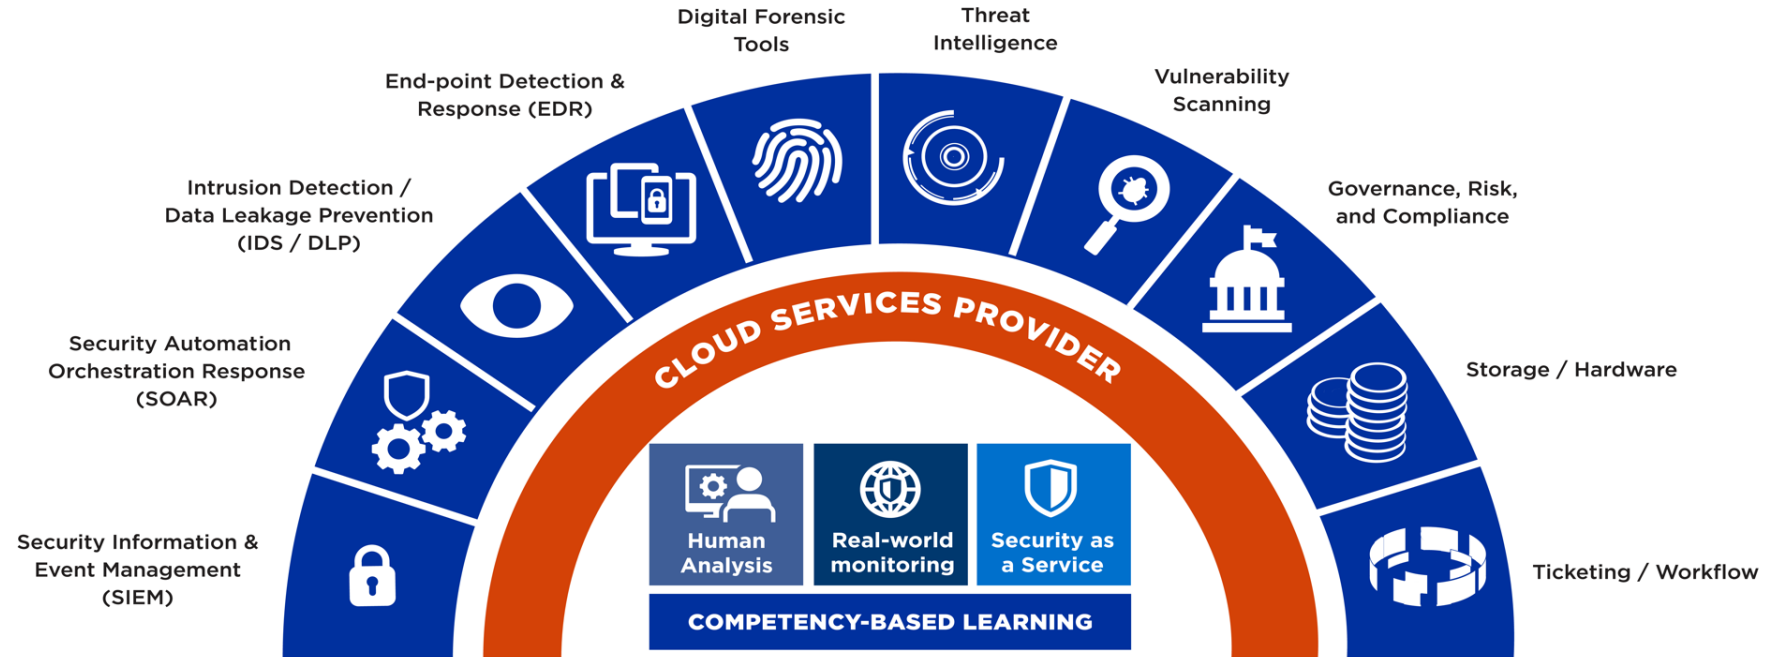 Digital Forensic
Tools
Threat
Intelligence
End-point Detection &
Response (EDR)
Vulnerability
Scanning
Intrusion Detection /
Data Leakage Prevention
(IDS / DLP)
Governance, Risk,
and Compliance
Security Automation
Orchestration Response
(SOAR)
Storage / Hardware
Security Information &
Event Management
(SIEM)
Ticketing / Workflow
CLOUD SERVICES PROVIDER
Human
Analysis
Real-world
monitoring
Security as
a Service
COMPETENCY-BASED LEARNING